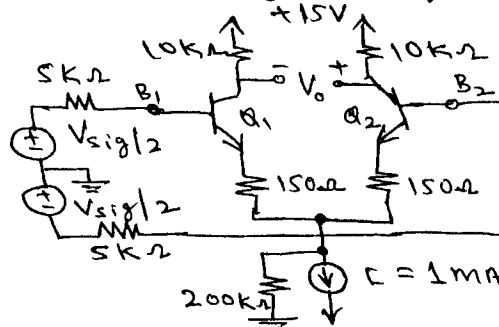 +15V
10KΩ
10KΩ
5KΩ
B1
- Vo +
B2
Q1
Q2
Vsig/2
150Ω
150Ω
Vsig/2
5KΩ
200KΩ
I = 1MA